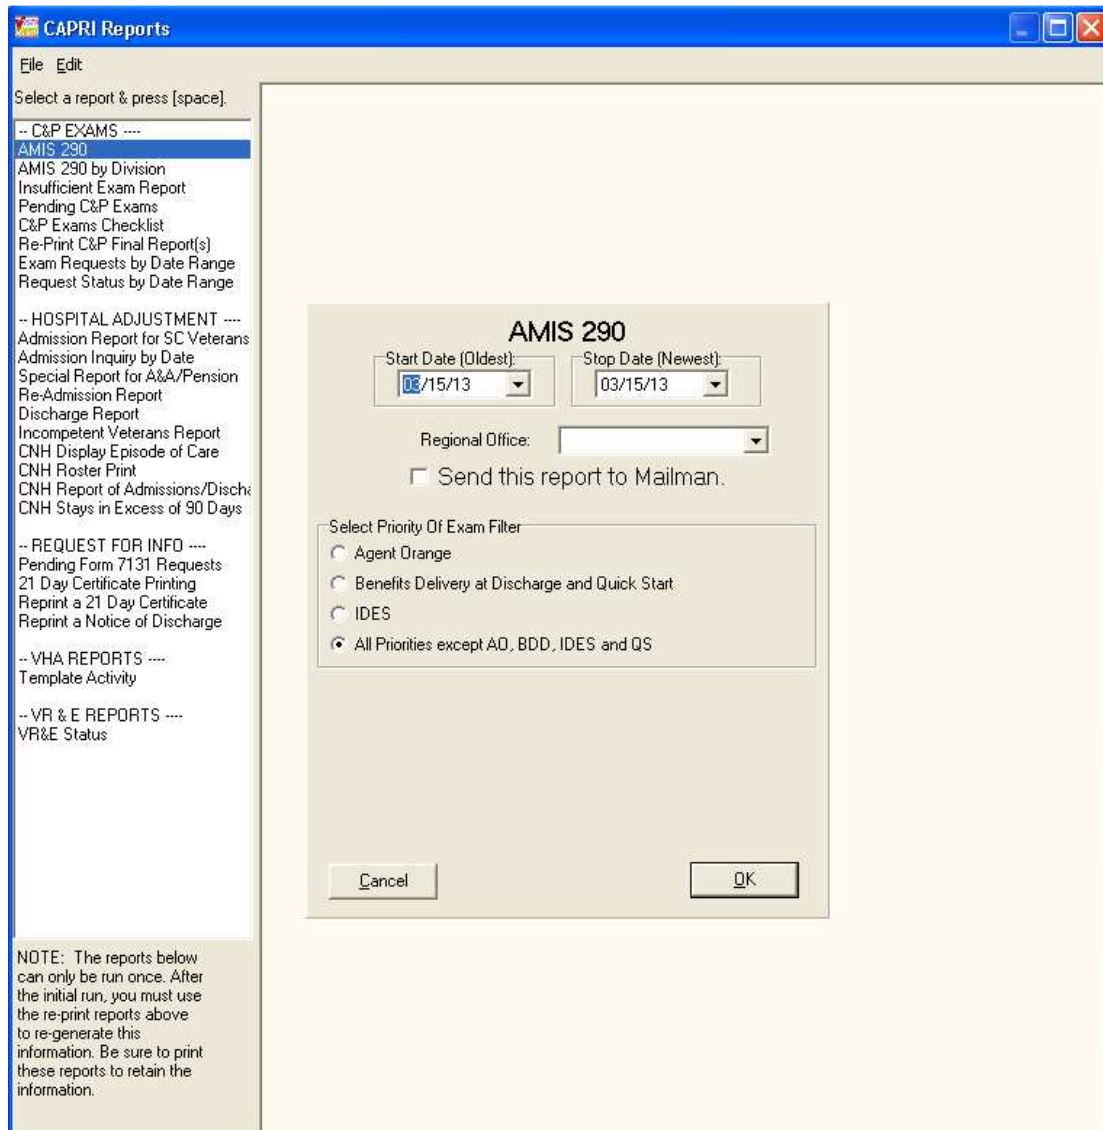 CAPRI Reports
File Edit
Select a report & press [space].
-- C&P EXAMS ----
AMIS 290
AMIS 290 by Division
Insufficient Exam Report
Pending C&P Exams
C&P Exams Checklist
Re-Print C&P Final Report(s)
Exam Requests by Date Range
Request Status by Date Range
-- HOSPITAL ADJUSTMENT ----
Admission Report for SC Veterans
Admission Inquiry by Date
Special Report for A&A/Pension
Re-Admission Report
Discharge Report
Incompetent Veterans Report
CNH Display Episode of Care
CNH Roster Print
CNH Report of Admissions/Discha
CNH Stays in Excess of 90 Days
-- REQUEST FOR INFO ----
Pending Form 7131 Requests
21 Day Certificate Printing
Reprint a 21 Day Certificate
Reprint a Notice of Discharge
-- VHA REPORTS ----
Template Activity
-- VR & E REPORTS ----
VR&E Status
NOTE: The reports below
can only be run once. After
the initial run, you must use
the re-print reports above
to re-generate this
information. Be sure to print
these reports to retain the
information.
AMIS 290
Start Date (Oldest): Stop Date (Newest):
03/15/13 03/15/13
Regional Office:
Send this report to Mailman.
Select Priority Of Exam Filter
Agent Orange
Benefits Delivery at Discharge and Quick Start
IDES
All Priorities except AO, BDD, IDES and QS
Cancel OK